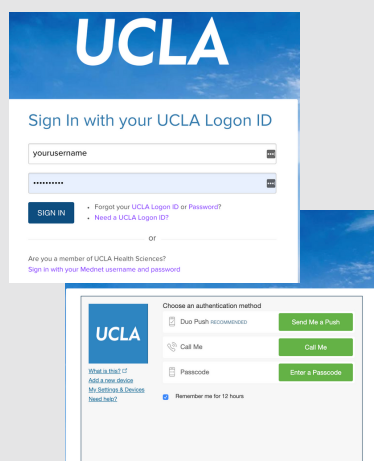 UCLA
Sign In with your UCLA Logon ID
yourusername
••••••••••
SIGN IN
• Forgot your UCLA Logon ID or Password?
• Need a UCLA Logon ID?
or
Are you a member of UCLA Health Sciences?
Sign in with your Mednet username and password
UCLA
What is this?
Add a new device
My Settings & Devices
Need help?
Choose an authentication method
Duo Push RECOMMENDED Send Me a Push
Call Me Call Me
Passcode Enter a Passcode
Remember me for 12 hours